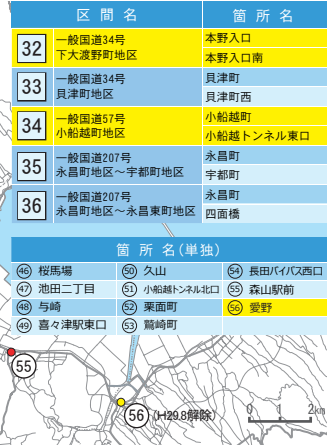 区間名 箇所名
32 一般国道34号 本野入口
下大渡野町地区 本野入口南
33 一般国道34号 貝津町
貝津町地区 貝津町西
34 一般国道57号 小船越町
小船越町地区 小船越トンネル東口
35 一般国道207号 永昌町
永昌町地区～宇都町地区 宇都町
36 一般国道207号 永昌町
永昌町地区～永昌東町地区 四面橋
箇所名(単独)
㊻ 桜馬場 ㊿ 久山 54 長田バイパス西口
㊼ 池田二丁目 51 小船越トンネル北口 55 森山駅前
㊽ 与崎 52 栗面町 56 愛野
㊾ 喜々津駅東口 53 鷲崎町
55
56 (H29.8解除)
0 1 2km